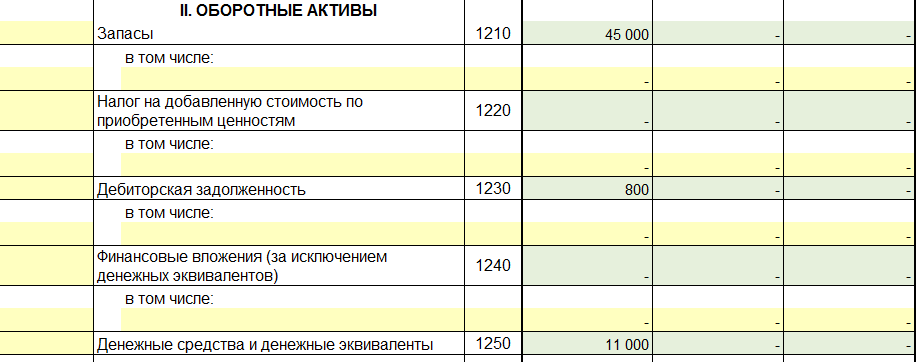 II. ОБОРОТНЫЕ АКТИВЫ
Запасы 1210 45 000 - -
в том числе:
- - -
Налог на добавленную стоимость по
приобретенным ценностям 1220 - - -
в том числе:
- - -
Дебиторская задолженность 1230 800 - -
в том числе:
- - -
Финансовые вложения (за исключением
денежных эквивалентов) 1240 - - -
в том числе:
- - -
Денежные средства и денежные эквиваленты 1250 11 000 - -